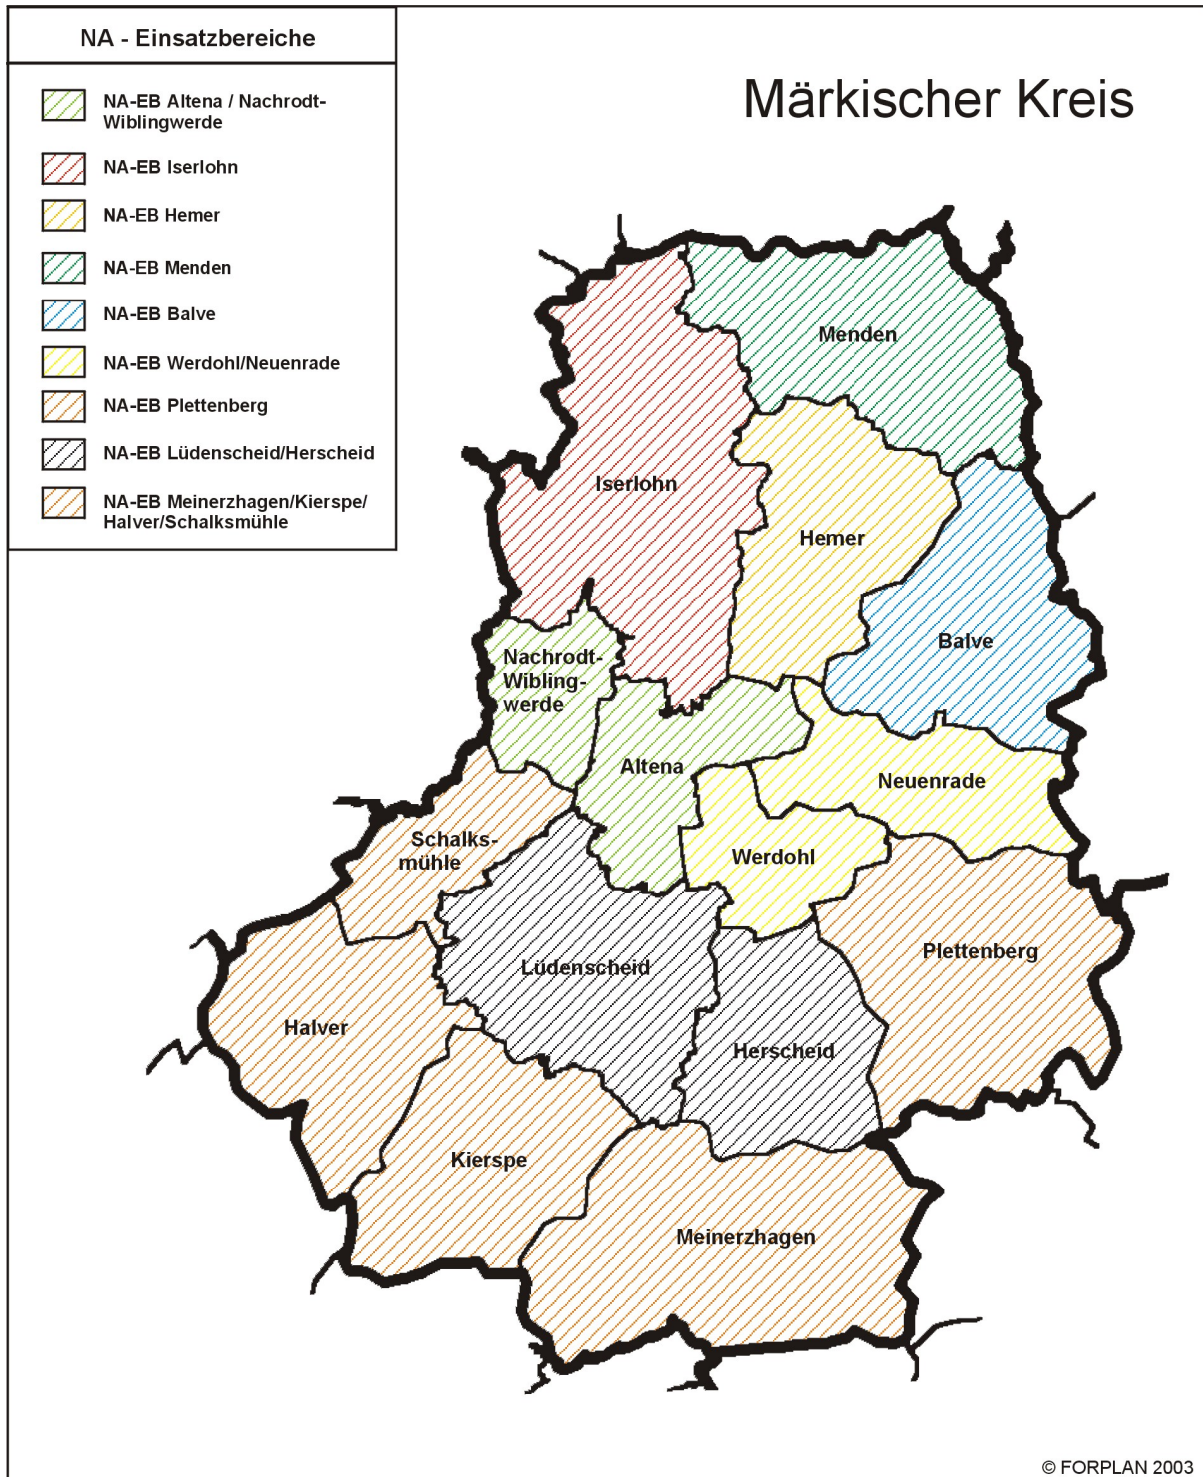 NA - Einsatzbereiche
NA-EB Altena / Nachrodt-
Wiblingwerde
NA-EB Iserlohn
NA-EB Hemer
NA-EB Menden
NA-EB Balve
NA-EB Werdohl/Neuenrade
NA-EB Plettenberg
NA-EB Lüdenscheid/Herscheid
NA-EB Meinerzhagen/Kierspe/
Halver/Schalksmühle
Märkischer Kreis
Menden
Iserlohn
Hemer
Balve
Nachrodt-
Wibling-
werde
Altena
Neuenrade
Schalks-
mühle
Werdohl
Plettenberg
Lüdenscheid
Halver
Herscheid
Kierspe
Meinerzhagen
© FORPLAN 2003